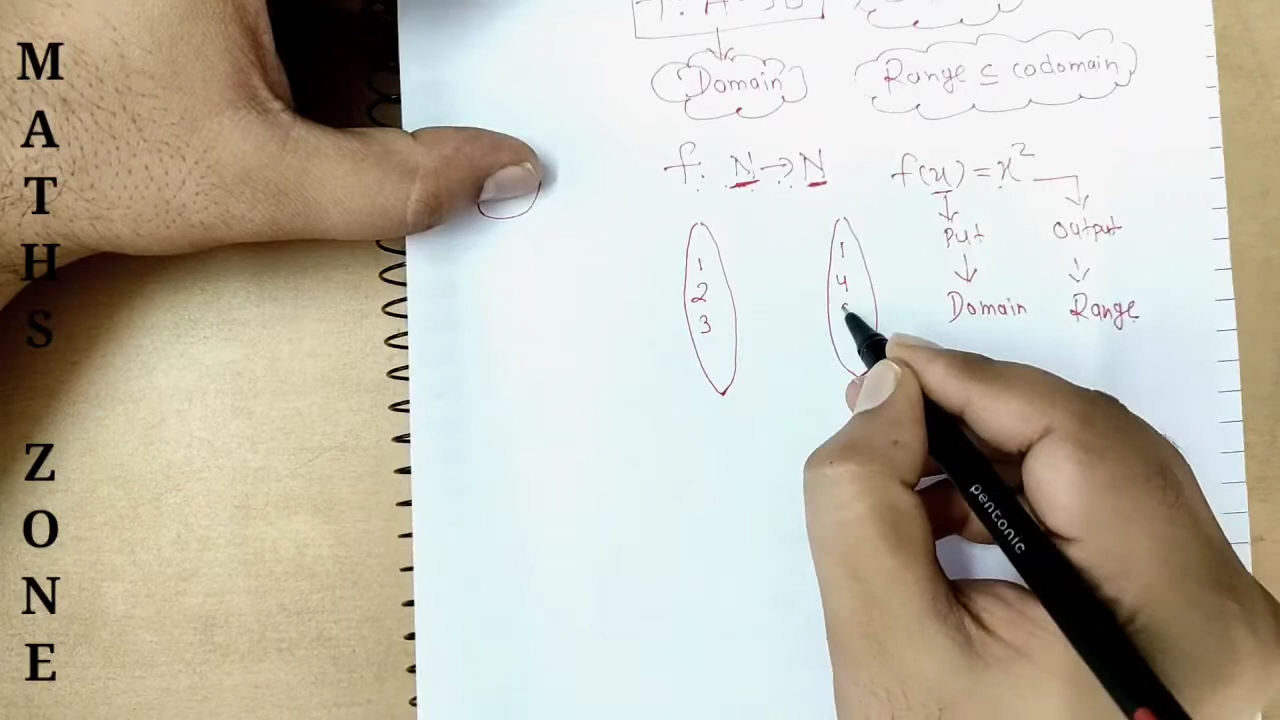 MATHS ZONE
f: A→B
Domain
Range ⊆ codomain
f: N→N
f(x) = x²
Put
Output
Domain
Range
1
2
3
1
4
pentonic